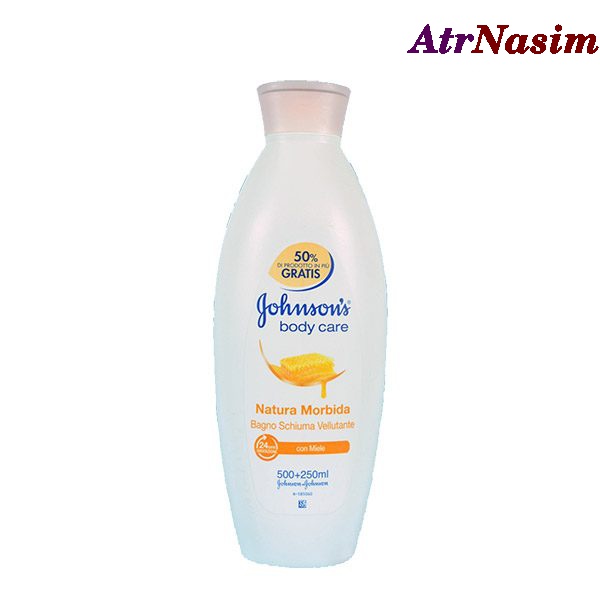 AtrNasim
50%
DI PRODOTTO IN PIÙ
GRATIS
Johnson's®
body care
Natura Morbida
Bagno Schiuma Vellutante
24 ore
con Miele
500+250ml
Johnson & Johnson